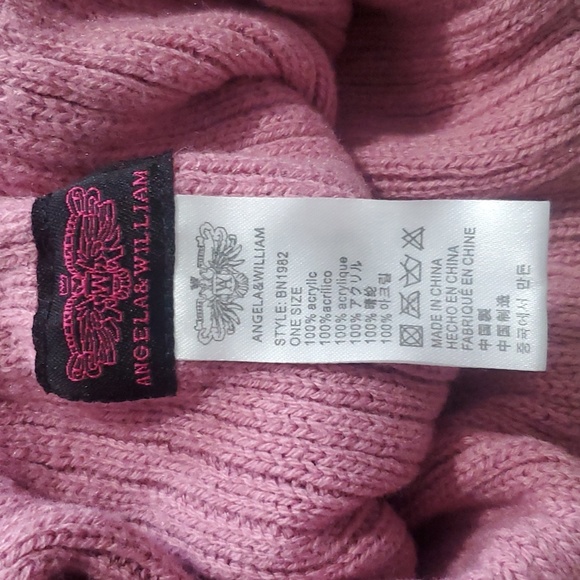 ANGELA&WILLIAM
ANGELA&WILLIAM
STYLE: BN1982
ONE SIZE
100% acrylic
100%acrílico
100% acrylique
100% アクリル
100% 腈纶
100% 아크릴
MADE IN CHINA
HECHO EN CHINA
FABRIQUE EN CHINE
中国製
中国制造
중국에서 만든